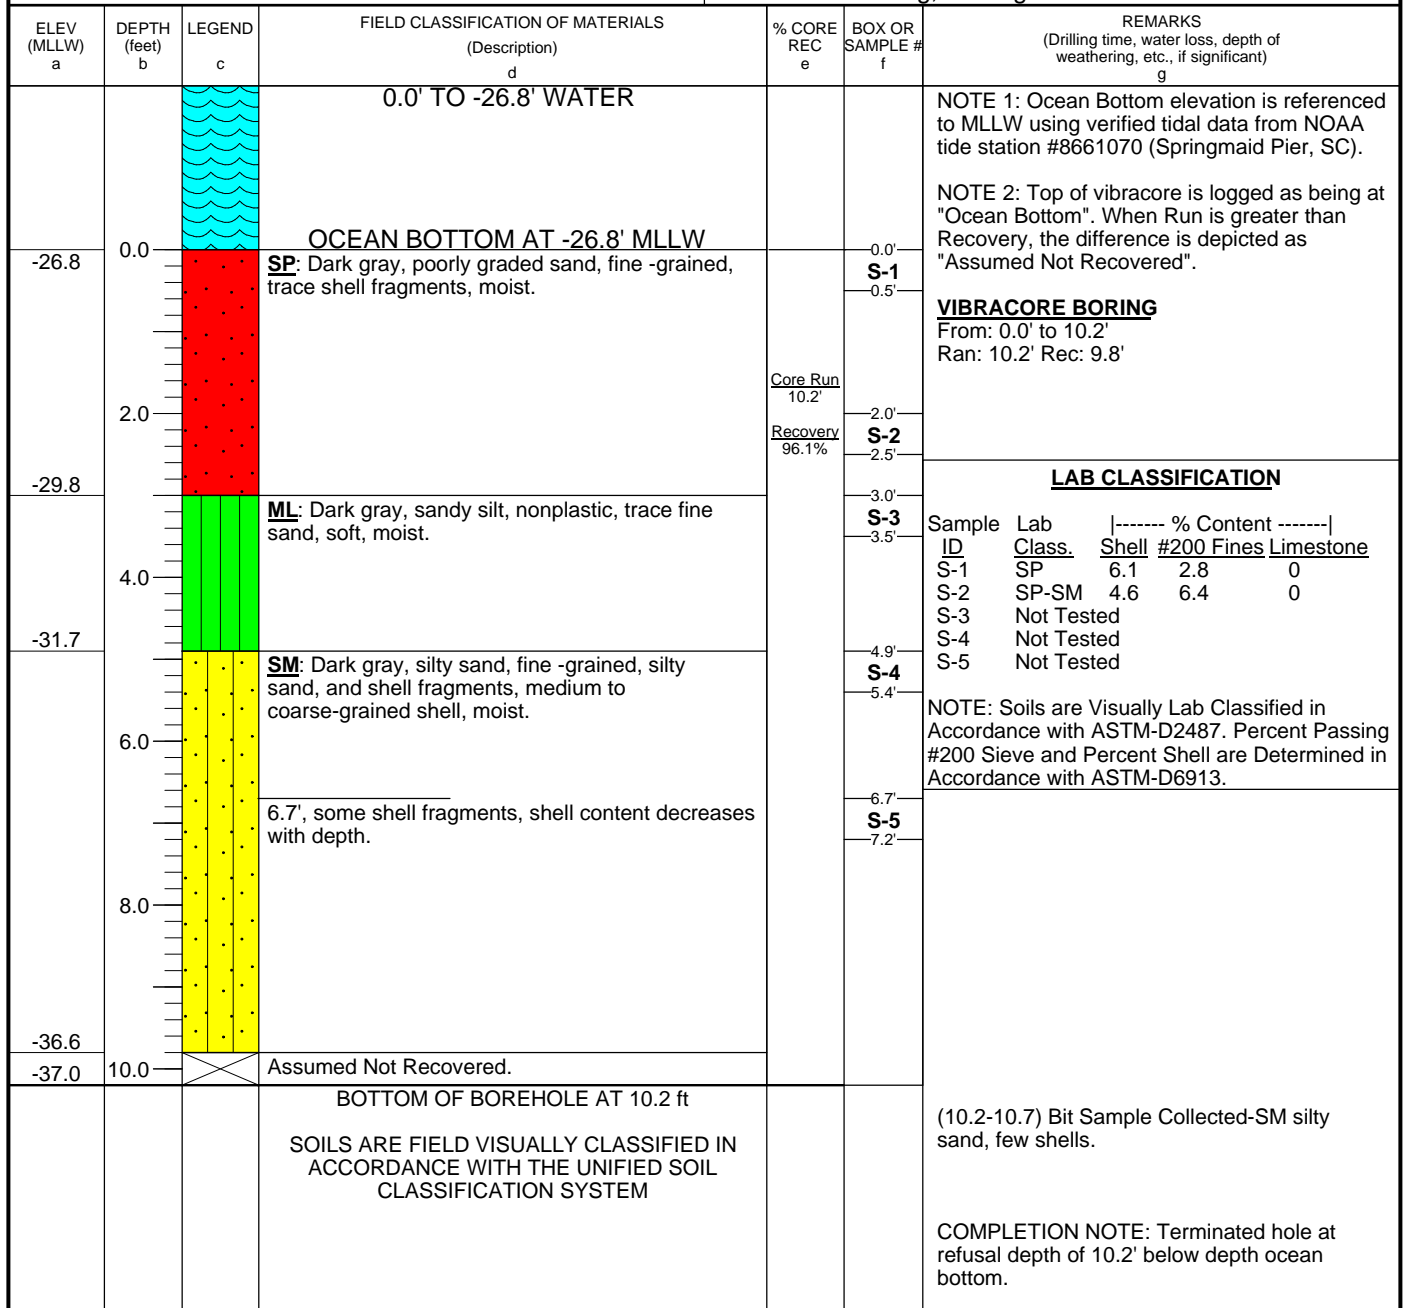 ELEV (MLLW) a
DEPTH (feet) b
LEGEND c
FIELD CLASSIFICATION OF MATERIALS
(Description)
d
% CORE REC e
BOX OR SAMPLE # f
REMARKS
(Drilling time, water loss, depth of
weathering, etc., if significant)
g
0.0' TO -26.8' WATER
OCEAN BOTTOM AT -26.8' MLLW
-26.8
0.0
SP: Dark gray, poorly graded sand, fine -grained,
trace shell fragments, moist.
2.0
-29.8
ML: Dark gray, sandy silt, nonplastic, trace fine
sand, soft, moist.
4.0
-31.7
SM: Dark gray, silty sand, fine -grained, silty
sand, and shell fragments, medium to
coarse-grained shell, moist.
6.0
6.7', some shell fragments, shell content decreases
with depth.
8.0
-36.6
Assumed Not Recovered.
-37.0
10.0
BOTTOM OF BOREHOLE AT 10.2 ft
SOILS ARE FIELD VISUALLY CLASSIFIED IN
ACCORDANCE WITH THE UNIFIED SOIL
CLASSIFICATION SYSTEM
Core Run
10.2'
Recovery
96.1%
0.0'
S-1
0.5'
2.0'
S-2
2.5'
3.0'
S-3
3.5'
4.9'
S-4
5.4'
6.7'
S-5
7.2'
NOTE 1: Ocean Bottom elevation is referenced
to MLLW using verified tidal data from NOAA
tide station #8661070 (Springmaid Pier, SC).
NOTE 2: Top of vibracore is logged as being at
"Ocean Bottom". When Run is greater than
Recovery, the difference is depicted as
"Assumed Not Recovered".
VIBRACORE BORING
From: 0.0' to 10.2'
Ran: 10.2' Rec: 9.8'
LAB CLASSIFICATION
Sample Lab |------- % Content -------|
ID Class. Shell #200 Fines Limestone
S-1 SP 6.1 2.8 0
S-2 SP-SM 4.6 6.4 0
S-3 Not Tested
S-4 Not Tested
S-5 Not Tested
NOTE: Soils are Visually Lab Classified in
Accordance with ASTM-D2487. Percent Passing
#200 Sieve and Percent Shell are Determined in
Accordance with ASTM-D6913.
(10.2-10.7) Bit Sample Collected-SM silty
sand, few shells.
COMPLETION NOTE: Terminated hole at
refusal depth of 10.2' below depth ocean
bottom.